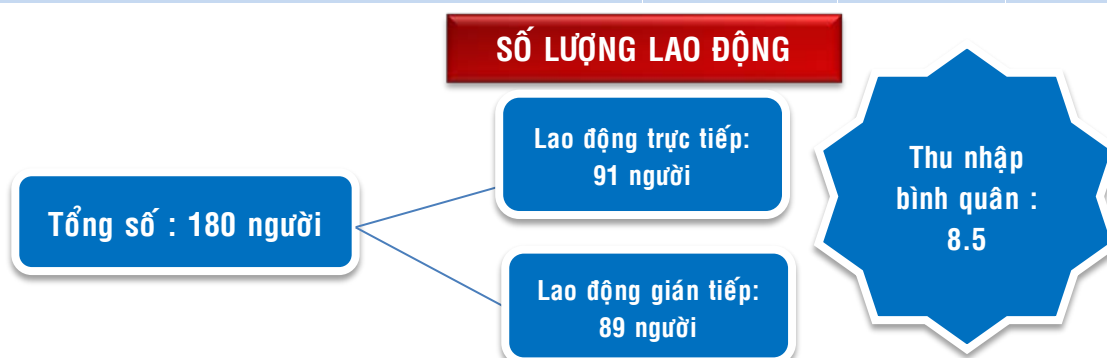 SỐ LƯỢNG LAO ĐỘNG
Tổng số : 180 người
Lao động trực tiếp:
91 người
Lao động gián tiếp:
89 người
Thu nhập
bình quân :
8.5